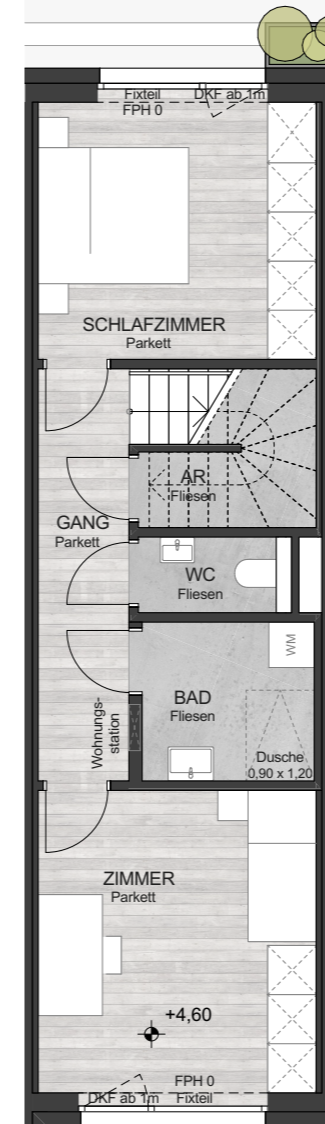 Fixteil DKF ab 1m
FPH 0
SCHLAFZIMMER
Parkett
AR
Fliesen
GANG
Parkett
WC
Fliesen
WM
BAD
Fliesen
Wohnungs-
station
Dusche
0,90 x 1,20
ZIMMER
Parkett
+4,60
FPH 0
DKF ab 1m Fixteil